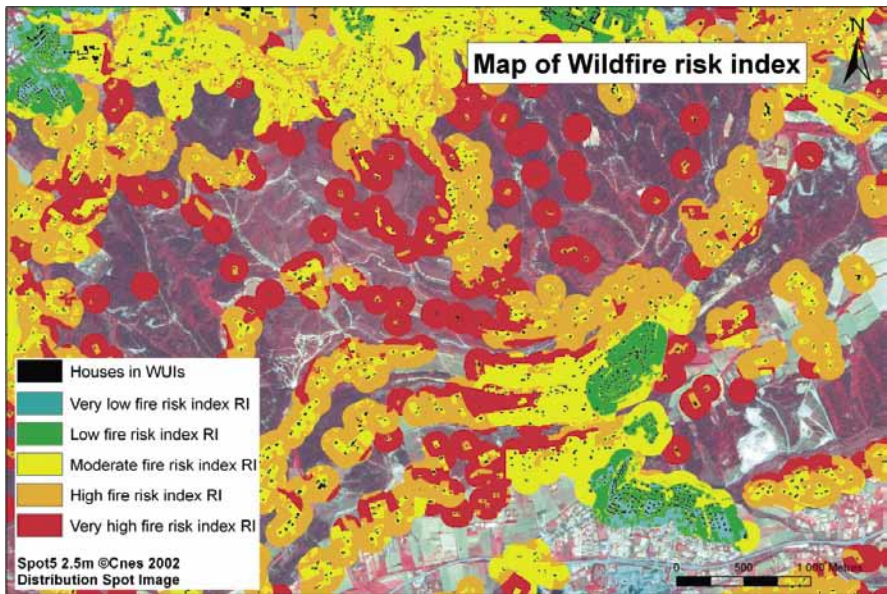 Map of Wildfire risk index
N
Houses in WUIs
Very low fire risk index RI
Low fire risk index RI
Moderate fire risk index RI
High fire risk index RI
Very high fire risk index RI
Spot5 2.5m ©Cnes 2002
Distribution Spot Image
0 500 1 000 Metres